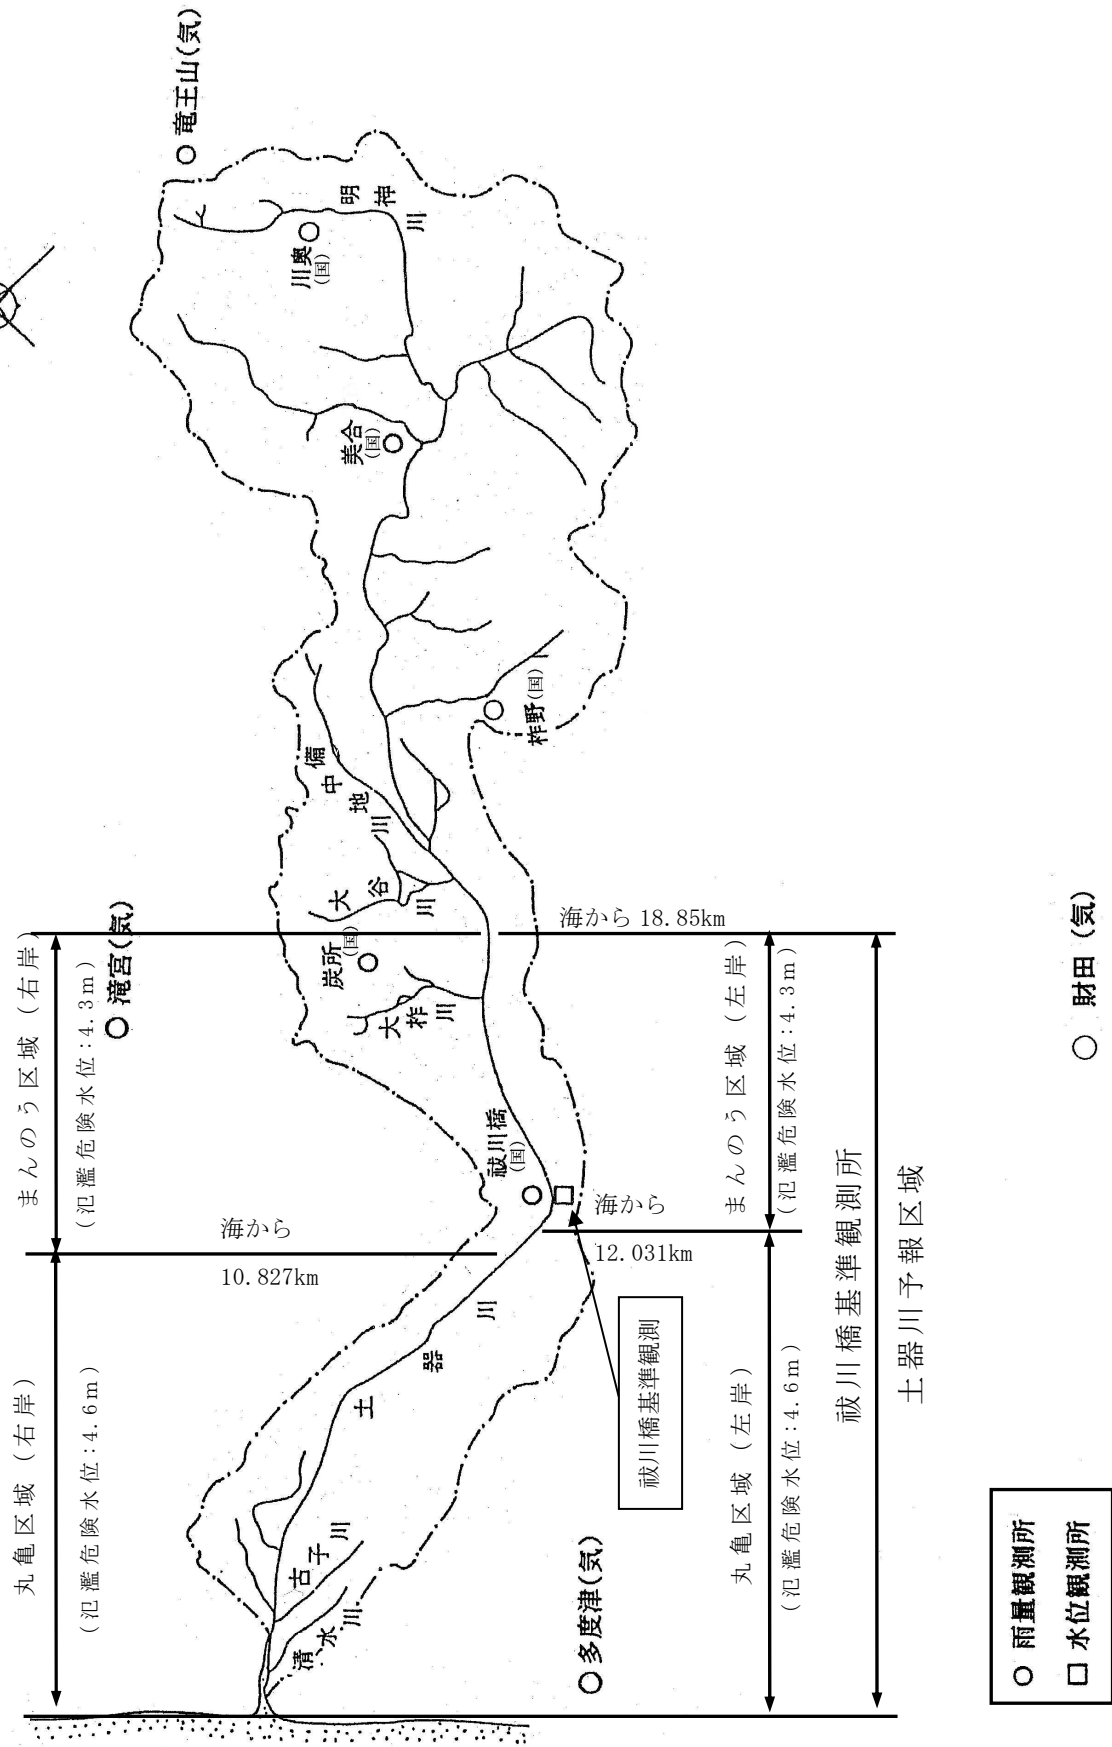 竜王山(気)
明神川
川奥
(国)
美合
(国)
柞野(国)
備中地川
大谷川
炭所
(国)
大柞川
滝宮(気)
まんのう区域 (右岸)
(氾濫危険水位:4.3m)
海から 18.85km
まんのう区域 (左岸)
(氾濫危険水位:4.3m)
財田 (気)
祓川橋
(国)
海から
10.827km
海から
12.031km
祓川橋基準観測
丸亀区域 (右岸)
(氾濫危険水位:4.6m)
土器川
古子川
清水川
多度津(気)
丸亀区域 (左岸)
(氾濫危険水位:4.6m)
祓川橋基準観測所
土器川予報区域
○ 雨量観測所
□ 水位観測所